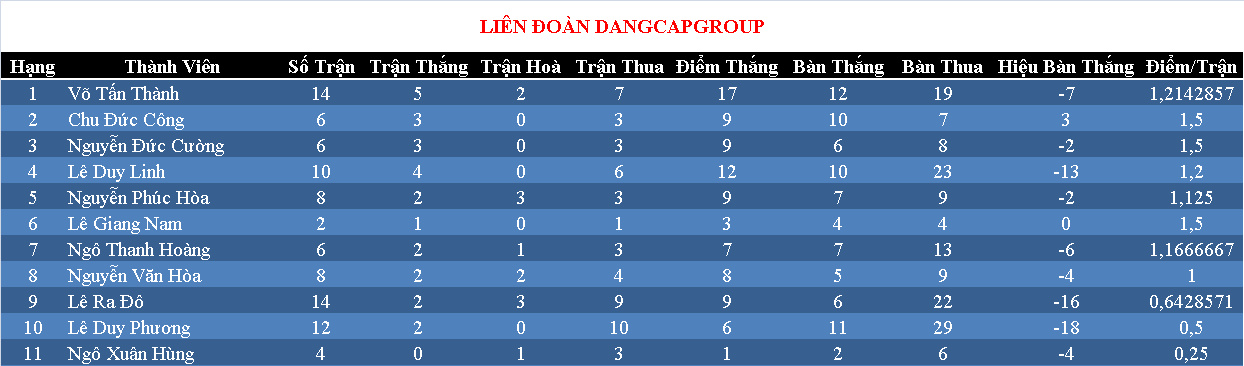 LIÊN ĐOÀN DANGCAPGROUP
Hạng Thành Viên Số Trận Trận Thắng Trận Hoà Trận Thua Điểm Thắng Bàn Thắng Bàn Thua Hiệu Bàn Thắng Điểm/Trận
1 Võ Tấn Thành 14 5 2 7 17 12 19 -7 1,2142857
2 Chu Đức Công 6 3 0 3 9 10 7 3 1,5
3 Nguyễn Đức Cường 6 3 0 3 9 6 8 -2 1,5
4 Lê Duy Linh 10 4 0 6 12 10 23 -13 1,2
5 Nguyễn Phúc Hòa 8 2 3 3 9 7 9 -2 1,125
6 Lê Giang Nam 2 1 0 1 3 4 4 0 1,5
7 Ngô Thanh Hoàng 6 2 1 3 7 7 13 -6 1,1666667
8 Nguyễn Văn Hòa 8 2 2 4 8 5 9 -4 1
9 Lê Ra Đô 14 2 3 9 9 6 22 -16 0,6428571
10 Lê Duy Phương 12 2 0 10 6 11 29 -18 0,5
11 Ngô Xuân Hùng 4 0 1 3 1 2 6 -4 0,25